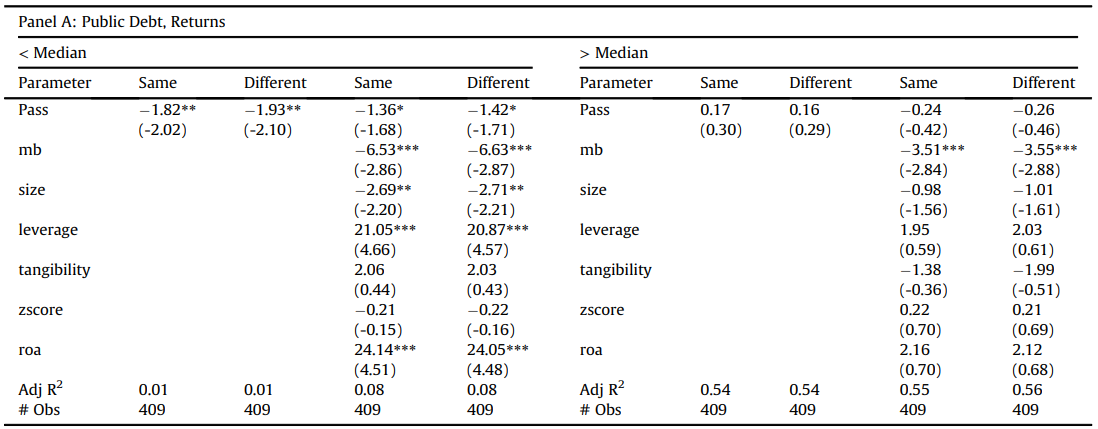 Panel A: Public Debt, Returns
< Median > Median
Parameter Same Different Same Different Parameter Same Different Same Different
Pass −1.82** −1.93** −1.36* −1.42* Pass 0.17 0.16 −0.24 −0.26
(-2.02) (-2.10) (-1.68) (-1.71) (0.30) (0.29) (-0.42) (-0.46)
mb −6.53*** −6.63*** mb −3.51*** −3.55***
(-2.86) (-2.87) (-2.84) (-2.88)
size −2.69** −2.71** size −0.98 −1.01
(-2.20) (-2.21) (-1.56) (-1.61)
leverage 21.05*** 20.87*** leverage 1.95 2.03
(4.66) (4.57) (0.59) (0.61)
tangibility 2.06 2.03 tangibility −1.38 −1.99
(0.44) (0.43) (-0.36) (-0.51)
zscore −0.21 −0.22 zscore 0.22 0.21
(-0.15) (-0.16) (0.70) (0.69)
roa 24.14*** 24.05*** roa 2.16 2.12
(4.51) (4.48) (0.70) (0.68)
Adj R² 0.01 0.01 0.08 0.08 Adj R² 0.54 0.54 0.55 0.56
# Obs 409 409 409 409 # Obs 409 409 409 409